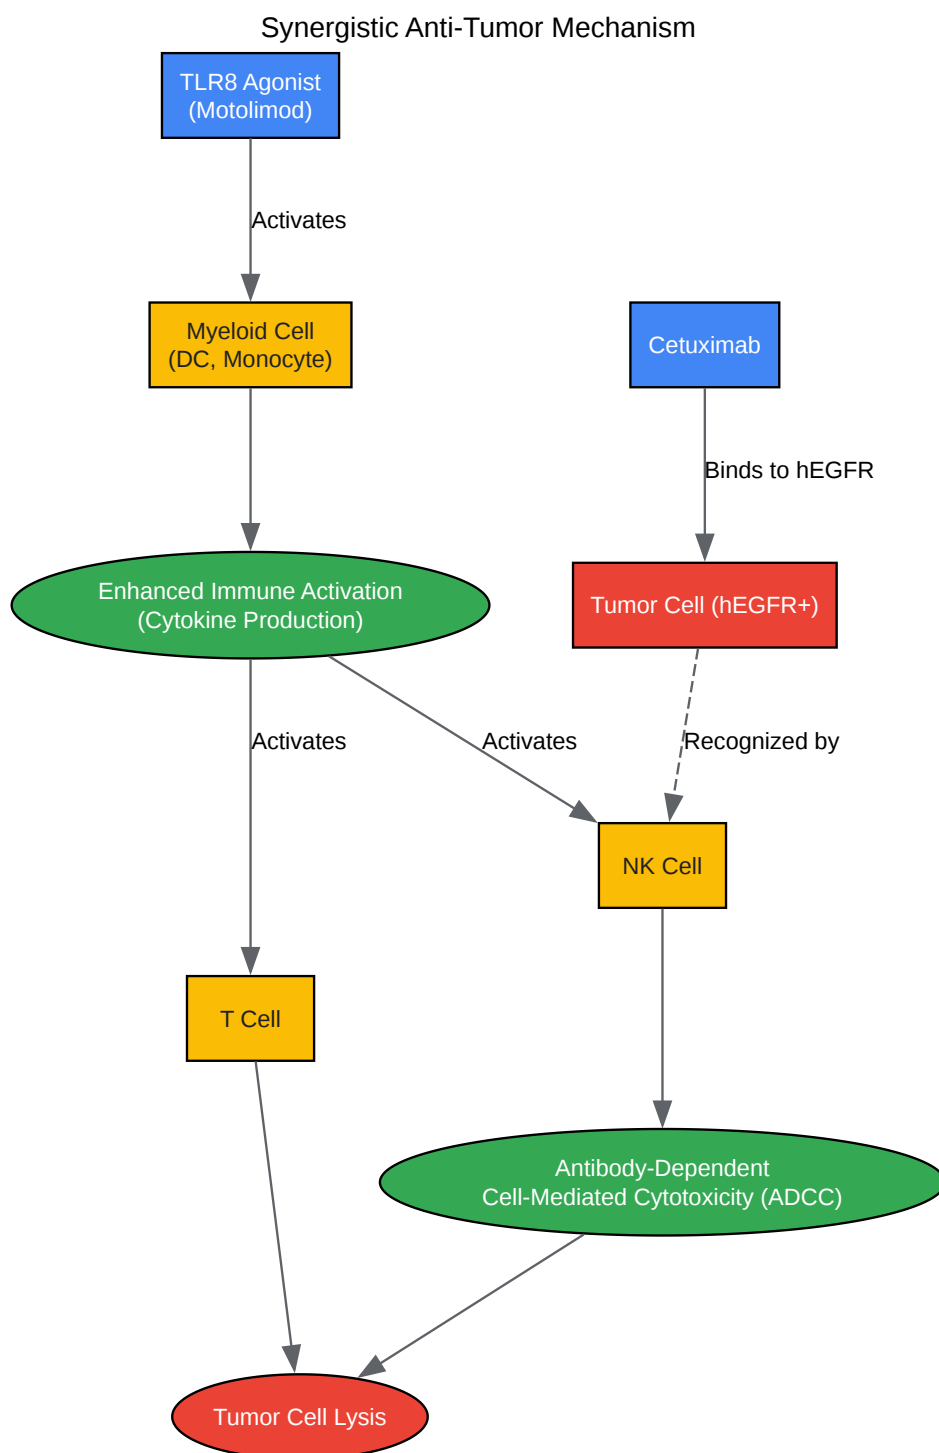 Synergistic Anti-Tumor Mechanism
TLR8 Agonist
(Motolimod)
Activates
Myeloid Cell
(DC, Monocyte)
Cetuximab
Binds to hEGFR
Enhanced Immune Activation
(Cytokine Production)
Tumor Cell (hEGFR+)
Activates
Activates
Recognized by
NK Cell
T Cell
Antibody-Dependent
Cell-Mediated Cytotoxicity (ADCC)
Tumor Cell Lysis